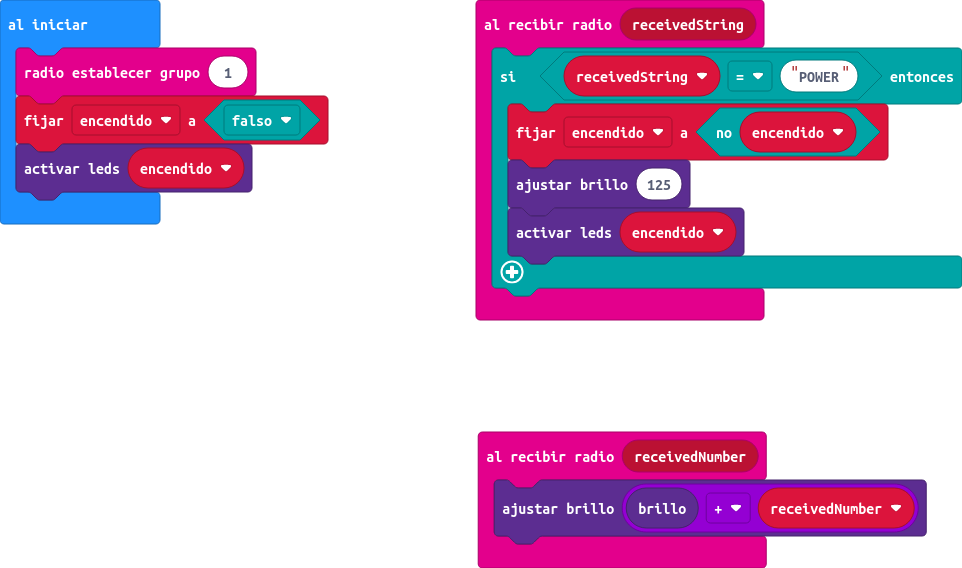 al iniciar
radio establecer grupo 1
fijar encendido a falso
activar leds encendido
al recibir radio receivedString
si receivedString = "POWER" entonces
fijar encendido a no encendido
ajustar brillo 125
activar leds encendido
al recibir radio receivedNumber
ajustar brillo brillo + receivedNumber